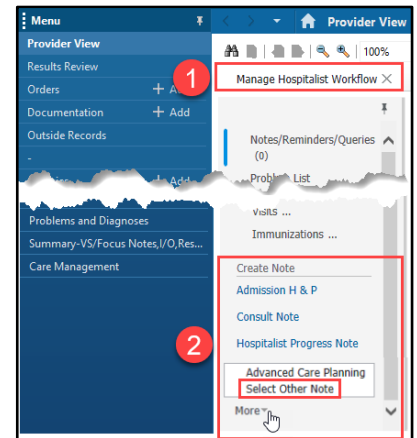 Menu
Provider View
Provider View
Results Review
100%
Orders
+
1
Manage Hospitalist Workflow ×
Documentation
+ Add
Outside Records
-
+ Add
Notes/Reminders/Queries
(0)
Problem List
Visits ...
Problems and Diagnoses
Immunizations ...
Summary-VS/Focus Notes,I/O,Res...
Care Management
Create Note
Admission H & P
Consult Note
2
Hospitalist Progress Note
Advanced Care Planning
Select Other Note
More